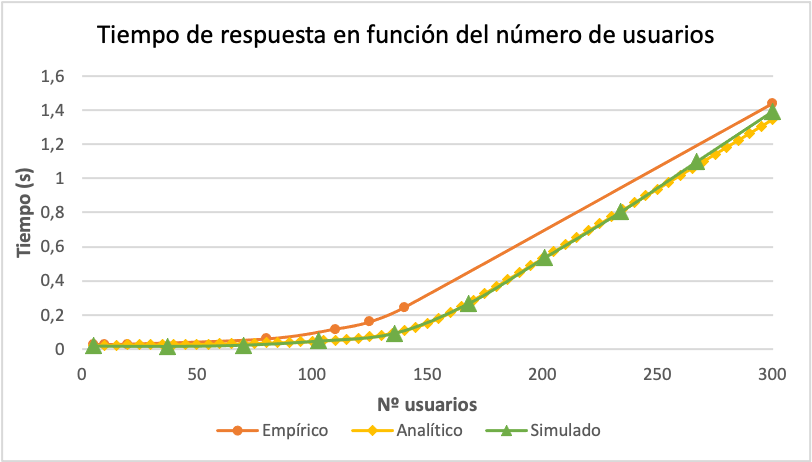 Tiempo de respuesta en función del número de usuarios
1,6
1,4
1,2
1
0,8
0,6
0,4
0,2
0
Tiempo (s)
0 50 100 150 200 250 300
Nº usuarios
Empírico Analítico Simulado